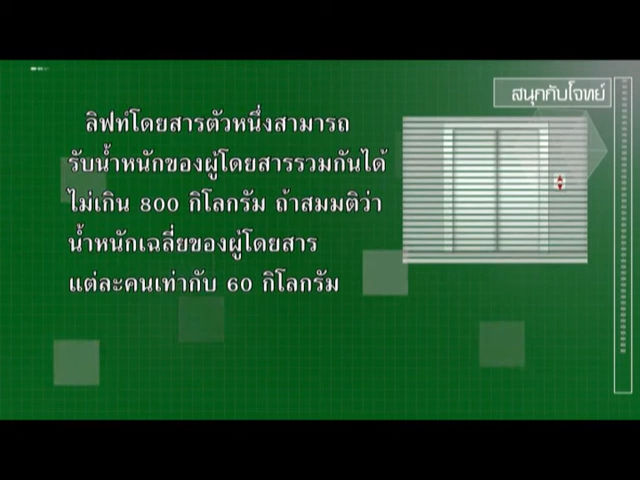 สนุกกับโจทย์
ลิฟท์โดยสารตัวหนึ่งสามารถ
รับน้ำหนักของผู้โดยสารรวมกันได้
ไม่เกิน 800 กิโลกรัม ถ้าสมมติว่า
น้ำหนักเฉลี่ยของผู้โดยสาร
แต่ละคนเท่ากับ 60 กิโลกรัม